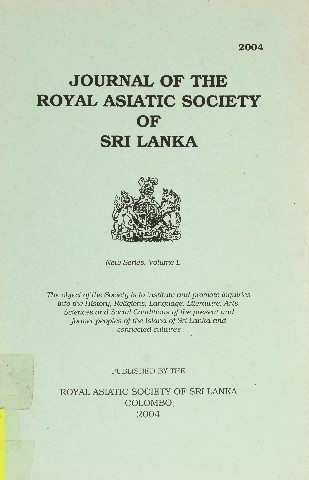 2004
JOURNAL OF THE
ROYAL ASIATIC SOCIETY
OF
SRI LANKA
New Series, Volume L
The object of the Society is to institute and promote inquiries
into the History, Religions, Language, Literature, Arts
Sciences and Social Conditions of the present and
former peoples of the Island of Sri Lanka and
connected cultures
PUBLISHED BY THE
ROYAL ASIATIC SOCIETY OF SRI LANKA
COLOMBO,
2004